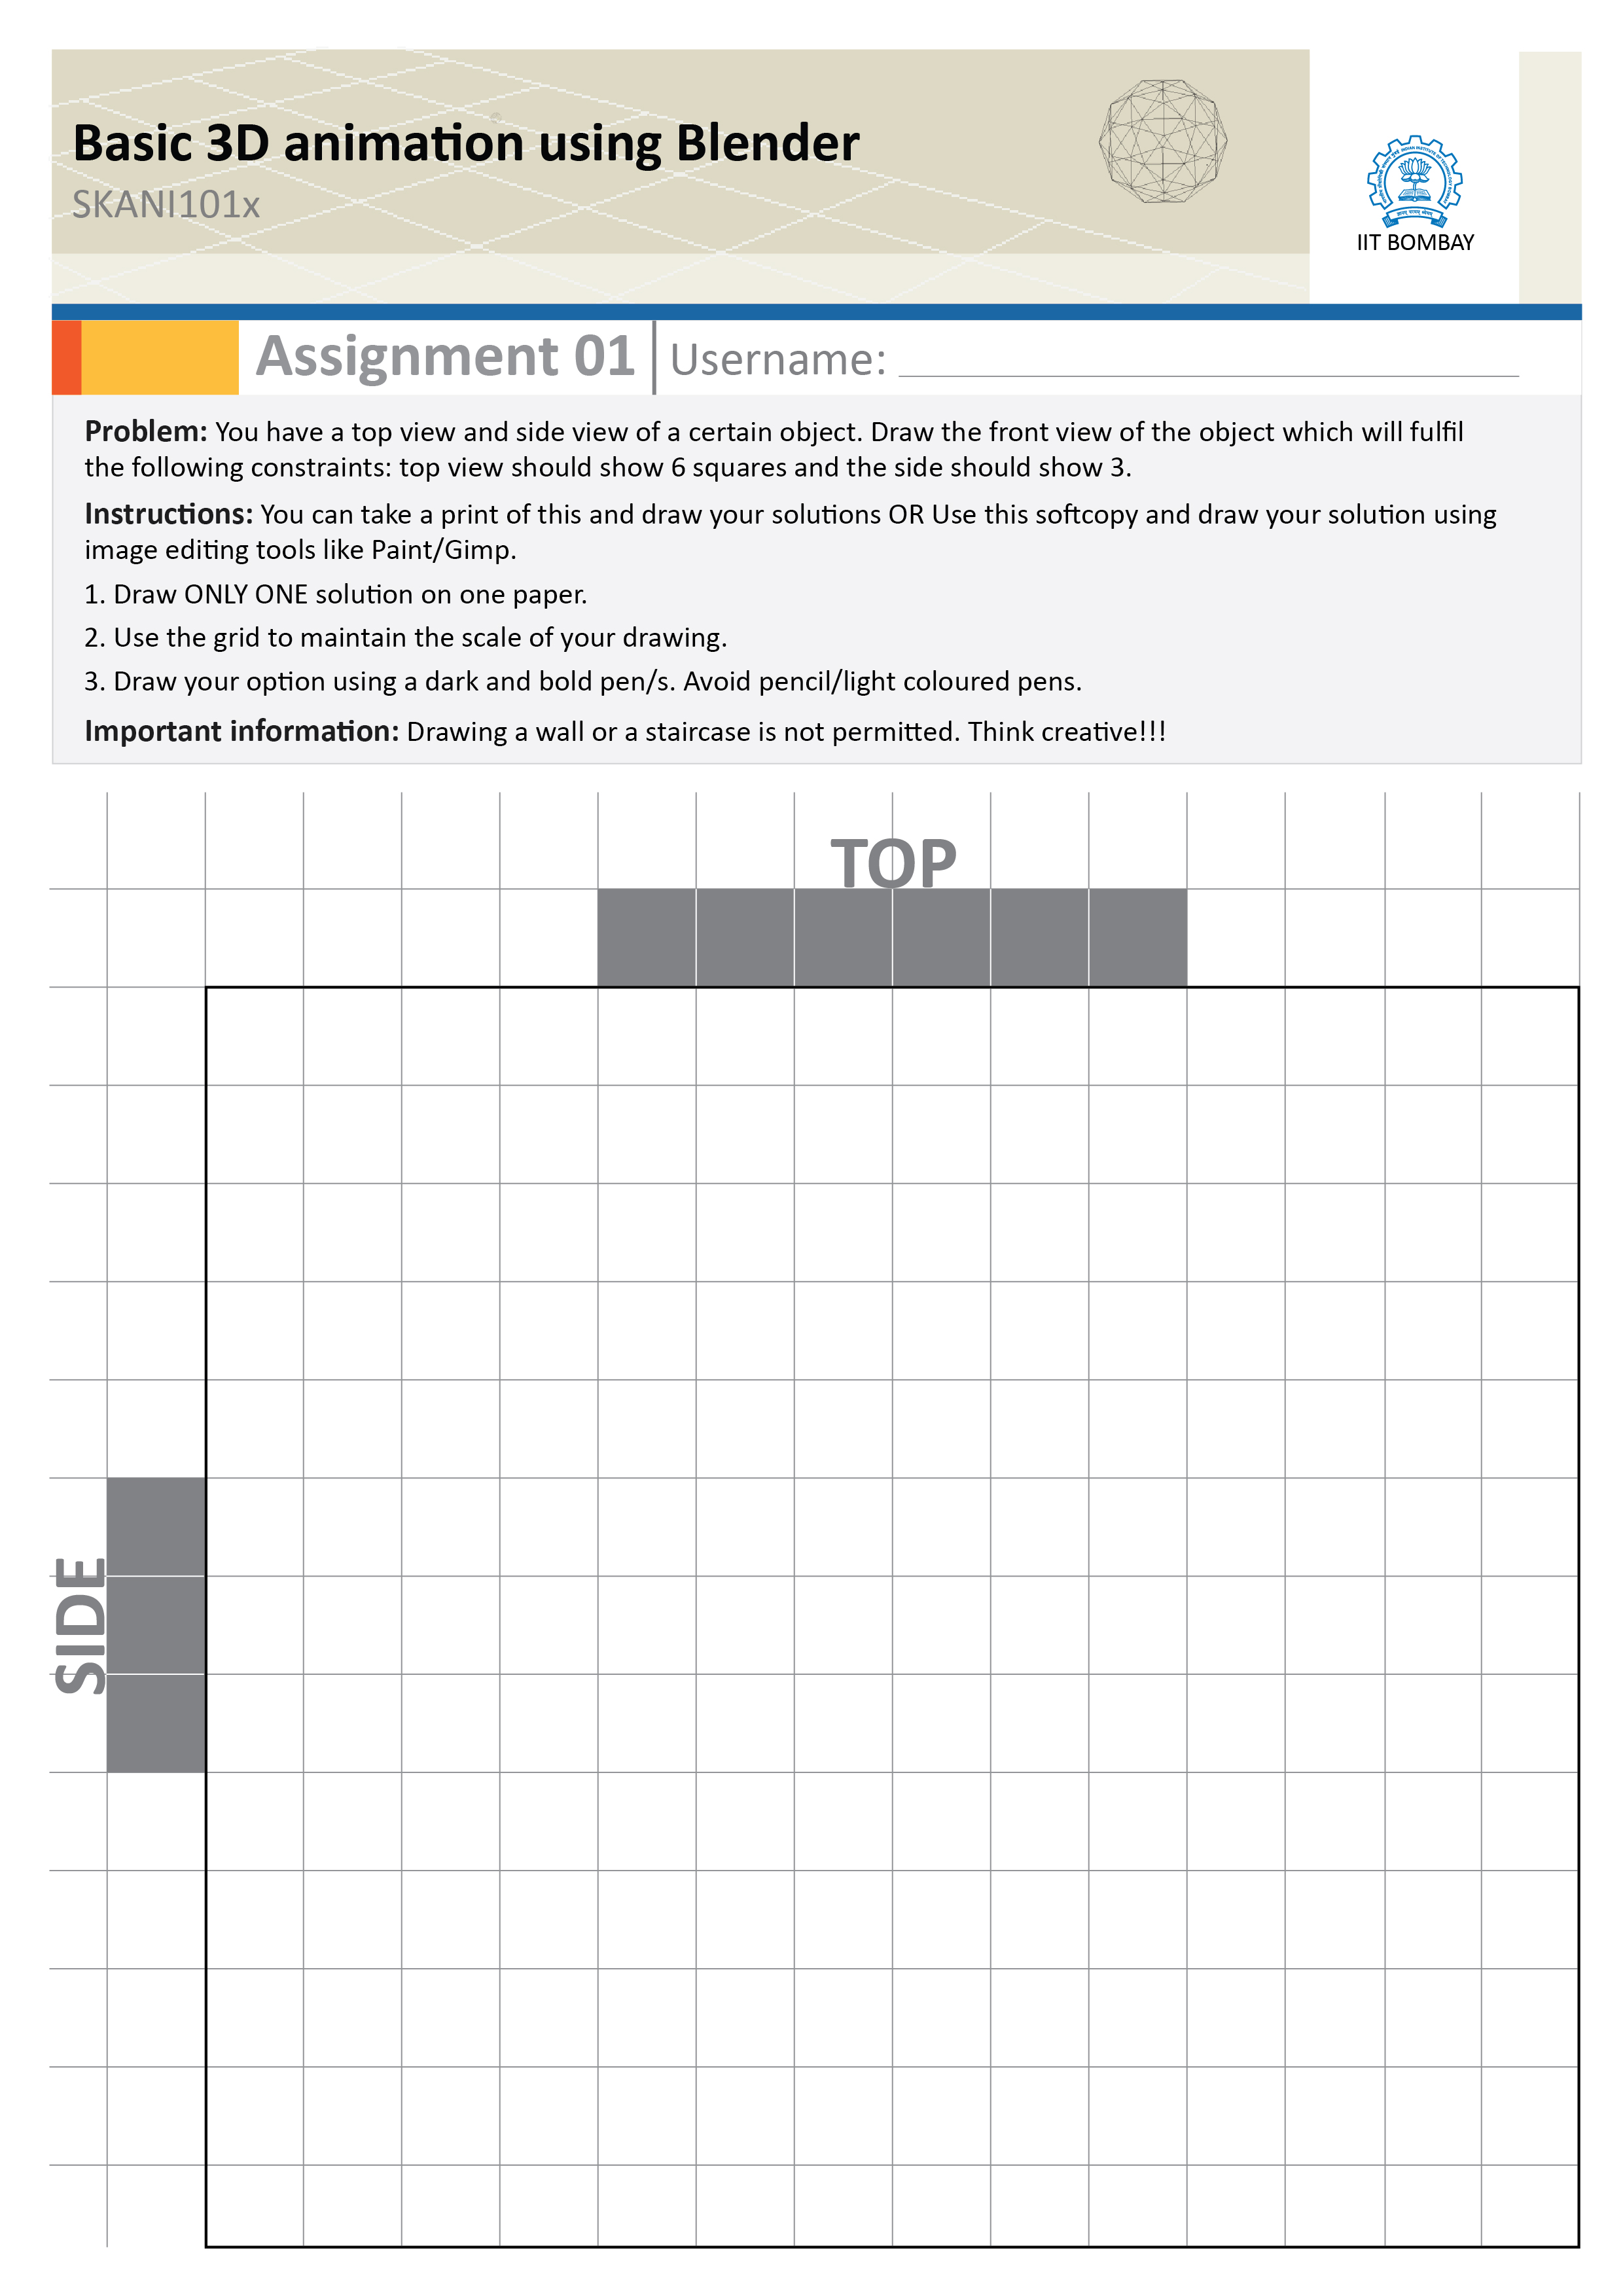 Basic 3D animation using Blender
SKANI101x
IIT BOMBAY
Assignment 01
Username:
Problem: You have a top view and side view of a certain object. Draw the front view of the object which will fulfil
the following constraints: top view should show 6 squares and the side should show 3.
Instructions: You can take a print of this and draw your solutions OR Use this softcopy and draw your solution using
image editing tools like Paint/Gimp.
1. Draw ONLY ONE solution on one paper.
2. Use the grid to maintain the scale of your drawing.
3. Draw your option using a dark and bold pen/s. Avoid pencil/light coloured pens.
Important information: Drawing a wall or a staircase is not permitted. Think creative!!!
TOP
SIDE